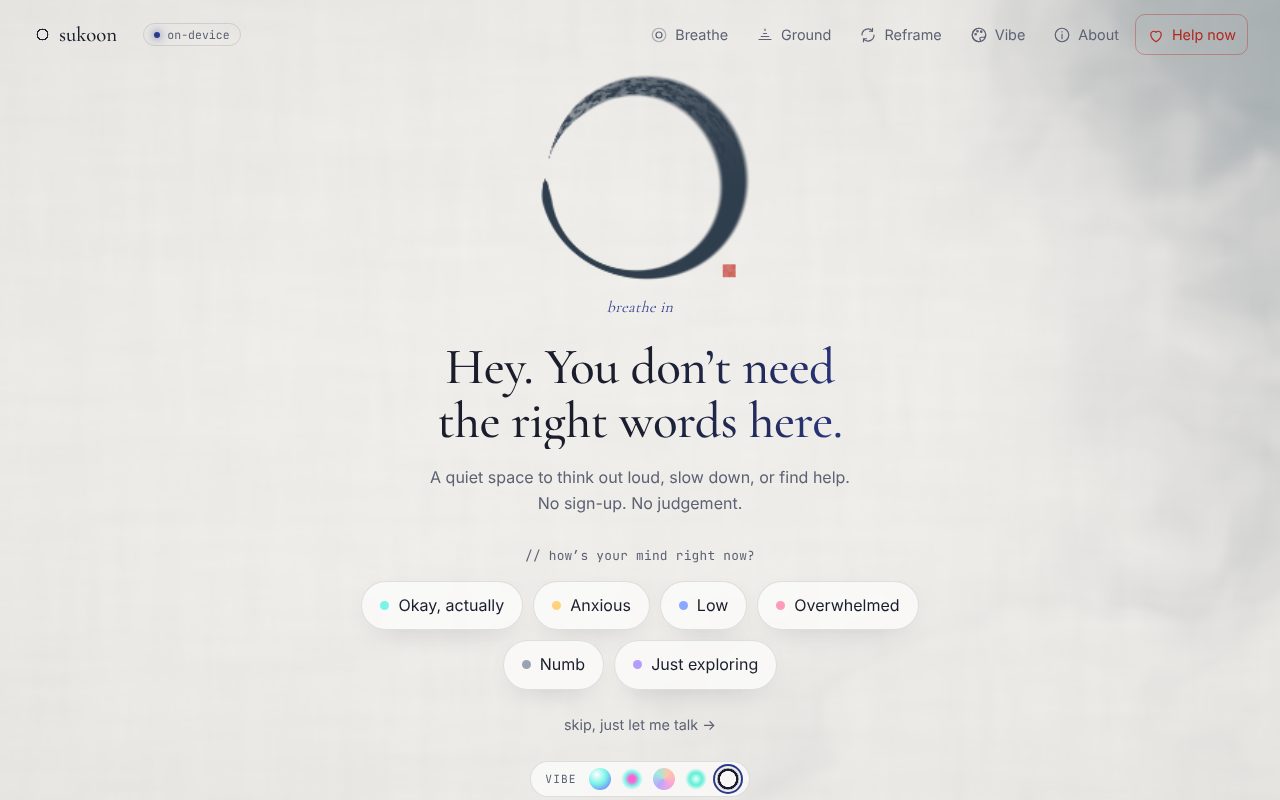 sukoon
on-device
Breathe
Ground
Reframe
Vibe
About
Help now
breathe in
Hey. You don’t need
the right words here.
A quiet space to think out loud, slow down, or find help.
No sign-up. No judgement.
// how’s your mind right now?
Okay, actually
Anxious
Low
Overwhelmed
Numb
Just exploring
skip, just let me talk →
VIBE